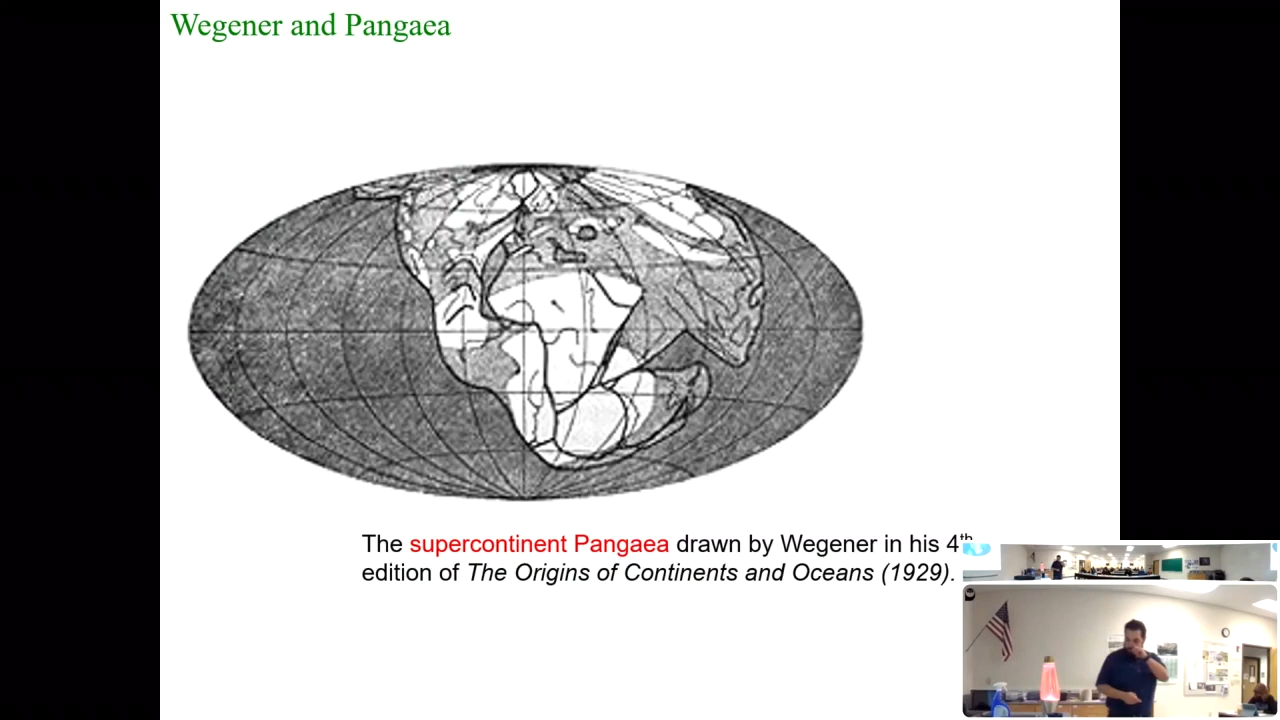 Wegener and Pangaea
The supercontinent Pangaea drawn by Wegener in his 4th
edition of The Origins of Continents and Oceans (1929).